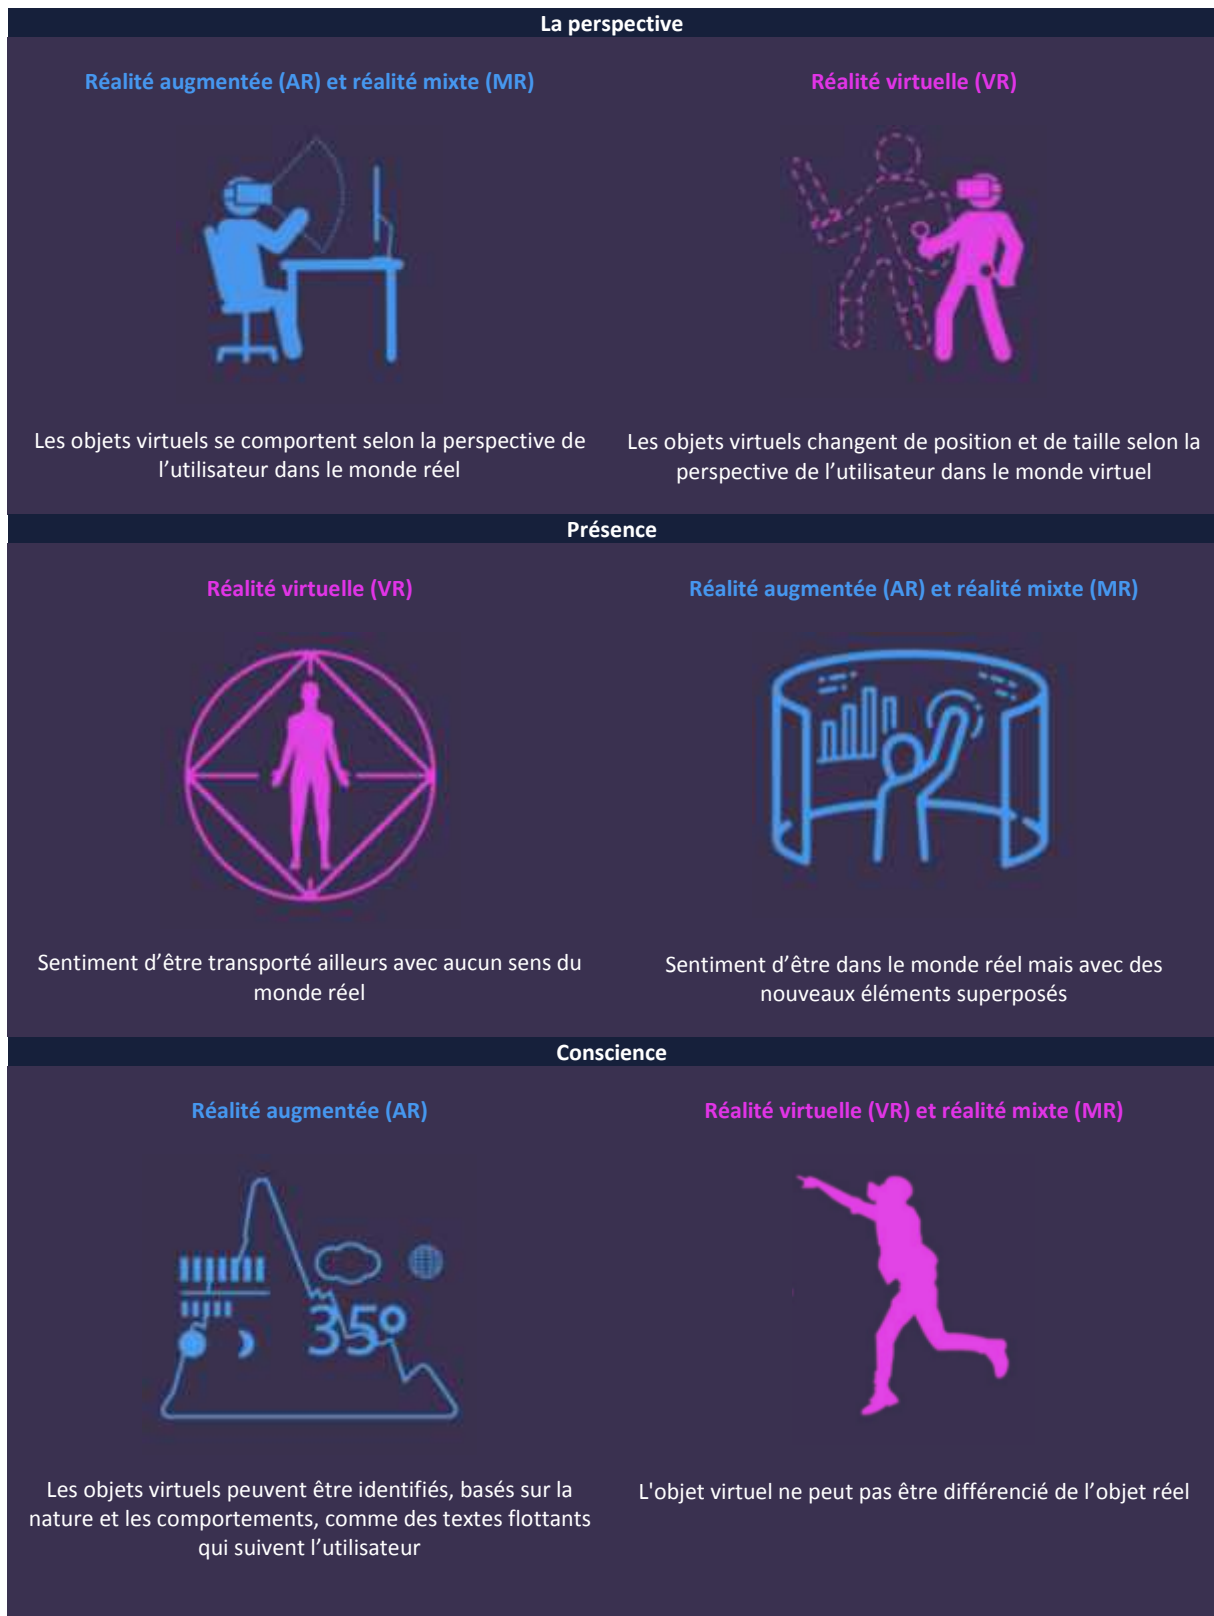 La perspective
Réalité augmentée (AR) et réalité mixte (MR)
Réalité virtuelle (VR)
Les objets virtuels se comportent selon la perspective de
l’utilisateur dans le monde réel
Les objets virtuels changent de position et de taille selon la
perspective de l’utilisateur dans le monde virtuel
Présence
Réalité virtuelle (VR)
Réalité augmentée (AR) et réalité mixte (MR)
Sentiment d’être transporté ailleurs avec aucun sens du
monde réel
Sentiment d’être dans le monde réel mais avec des
nouveaux éléments superposés
Conscience
Réalité augmentée (AR)
Réalité virtuelle (VR) et réalité mixte (MR)
35°
Les objets virtuels peuvent être identifiés, basés sur la
nature et les comportements, comme des textes flottants
qui suivent l’utilisateur
L'objet virtuel ne peut pas être différencié de l’objet réel